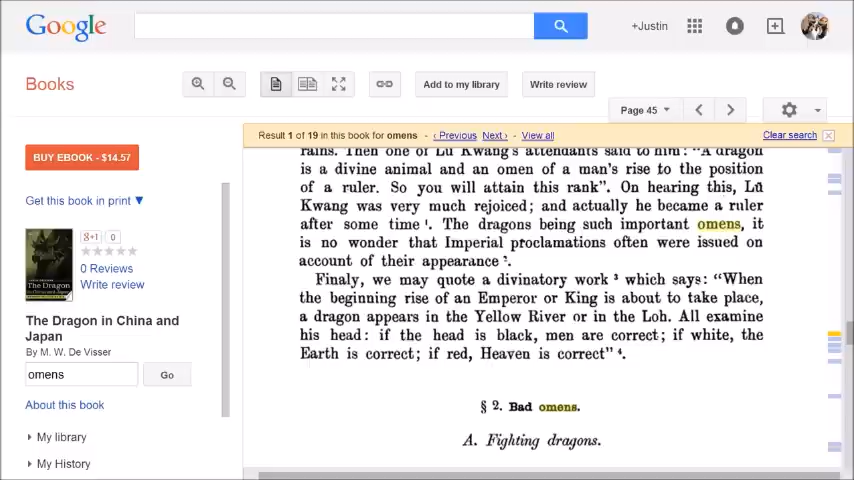 Google
+Justin
Books
Add to my library
Write review
Page 45
Result 1 of 19 in this book for omens - ‹ Previous Next › - View all
Clear search
BUY EBOOK - $14.57
Get this book in print ▼
g+1 0
0 Reviews
Write review
The Dragon in China and
Japan
By M. W. De Visser
omens
Go
About this book
My library
My History
rains. Then one of Lü Kwang's attendants said to him: "A dragon
is a divine animal and an omen of a man's rise to the position
of a ruler. So you will attain this rank". On hearing this, Lü
Kwang was very much rejoiced; and actually he became a ruler
after some time ¹. The dragons being such important omens, it
is no wonder that Imperial proclamations often were issued on
account of their appearance ².
Finaly, we may quote a divinatory work ³ which says: "When
the beginning rise of an Emperor or King is about to take place,
a dragon appears in the Yellow River or in the Loh. All examine
his head: if the head is black, men are correct; if white, the
Earth is correct; if red, Heaven is correct" ⁴.
§ 2. Bad omens.
A. Fighting dragons.